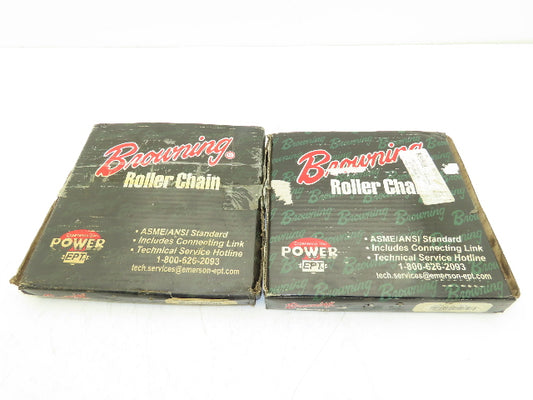 Browning
Roller Chain
• ASME/ANSI Standard
• Includes Connecting Link
• Technical Service Hotline
1-800-626-2093
tech.services@emerson-ept.com
POWER
EPT
Browning
Roller Cha
• ASME/ANSI Standard
• Includes Connecting Link
• Technical Service Hotline
1-800-626-2093
tech.services@emerson-ept.com
POWER
EPT
Browning